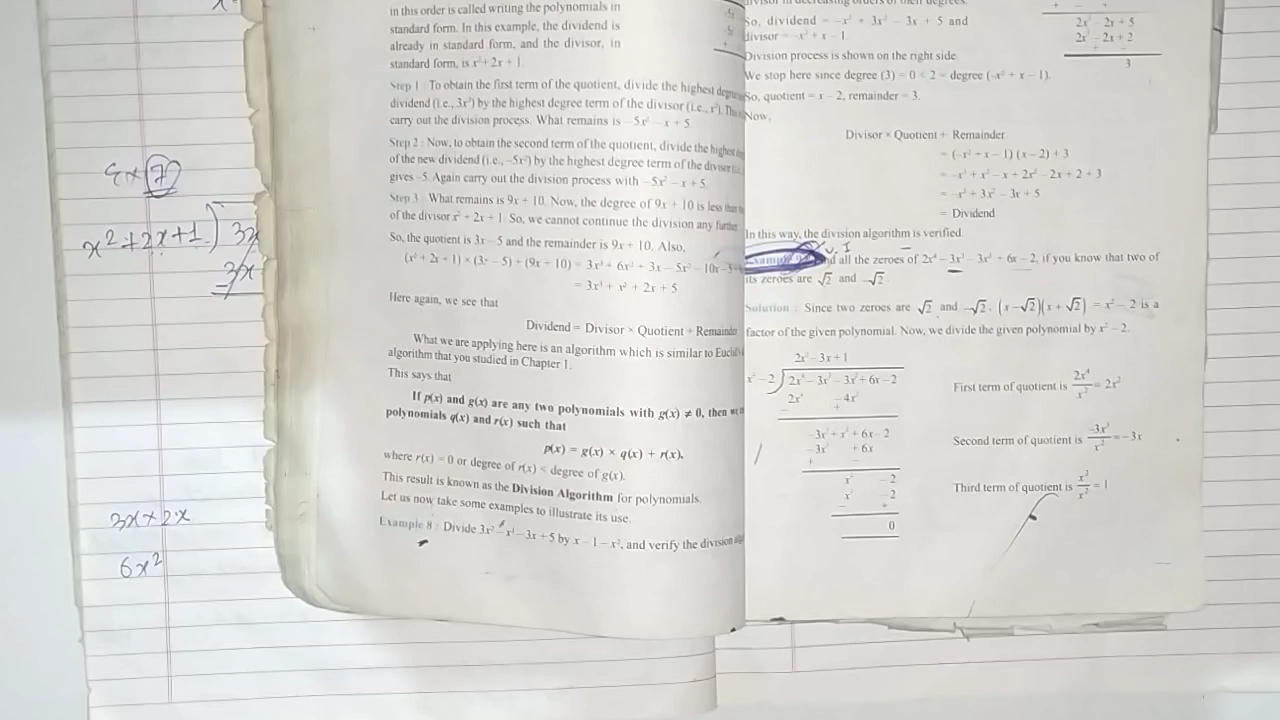 in this order is called writing the polynomials in
standard form. In this example, the dividend is
already in standard form, and the divisor, in
standard form, is x² + 2x + 1.
Step 1 : To obtain the first term of the quotient, divide the highest degree
dividend (i.e., 3x³) by the highest degree term of the divisor (i.e., x²). This
carry out the division process. What remains is –5x² – x + 5.
Step 2 : Now, to obtain the second term of the quotient, divide the highest
of the new dividend (i.e., –5x²) by the highest degree term of the divisor
gives –5. Again carry out the division process with –5x² – x + 5.
Step 3 : What remains is 9x + 10. Now, the degree of 9x + 10 is less than
of the divisor x² + 2x + 1. So, we cannot continue the division any further.
So, the quotient is 3x – 5 and the remainder is 9x + 10. Also,
(x² + 2x + 1) × (3x – 5) + (9x + 10) = 3x³ + 6x² + 3x – 5x² – 10x – 5 +
= 3x³ + x² + 2x + 5
Here again, we see that
Dividend = Divisor × Quotient + Remainder
What we are applying here is an algorithm which is similar to Euclid's
algorithm that you studied in Chapter 1.
This says that
If p(x) and g(x) are any two polynomials with g(x) ≠ 0, then we
polynomials q(x) and r(x) such that
p(x) = g(x) × q(x) + r(x),
where r(x) = 0 or degree of r(x) < degree of g(x).
This result is known as the Division Algorithm for polynomials.
Let us now take some examples to illustrate its use.
Example 8 : Divide 3x² – x³ – 3x + 5 by x – 1 – x², and verify the division
divisor in decreasing orders of their degrees.
So, dividend = –x³ + 3x² – 3x + 5 and
divisor = –x² + x – 1.
Division process is shown on the right side.
We stop here since degree (3) = 0 < 2 = degree (–x² + x – 1).
So, quotient = x – 2, remainder = 3.
Now,
2x² – 2x + 5
2x² – 2x + 2
– + –
3
Divisor × Quotient + Remainder
= (–x² + x – 1) (x – 2) + 3
= –x³ + x² – x + 2x² – 2x + 2 + 3
= –x³ + 3x² – 3x + 5
= Dividend
In this way, the division algorithm is verified.
v. I
Example 9 : Find all the zeroes of 2x⁴ – 3x³ – 3x² + 6x – 2, if you know that two of
its zeroes are √2 and –√2.
Solution : Since two zeroes are √2 and –√2, (x – √2)(x + √2) = x² – 2 is a
factor of the given polynomial. Now, we divide the given polynomial by x² – 2.
2x² – 3x + 1
x² – 2 ) 2x⁴ – 3x³ – 3x² + 6x – 2
2x⁴ – 4x²
– +
–3x³ + x² + 6x – 2
–3x³ + 6x
+ –
x² – 2
x² – 2
– +
0
First term of quotient is 2x⁴/x² = 2x²
Second term of quotient is –3x³/x² = –3x
Third term of quotient is x²/x² = 1
x² + 2x + 1 ) 3x
3x
3x + 2x
6x²